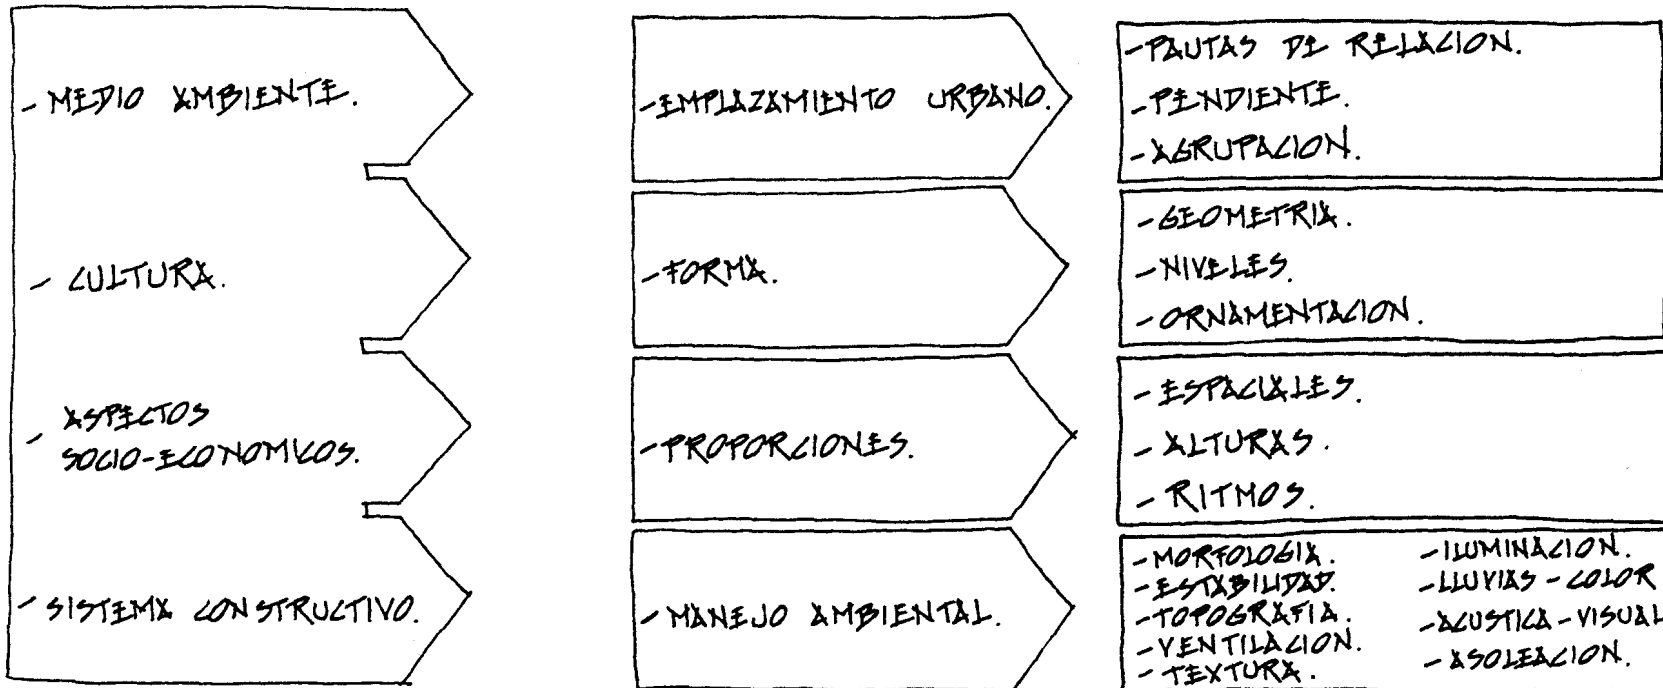 - MEDIO AMBIENTE.
- CULTURA.
- ASPECTOS
SOCIO-ECONOMICOS.
- SISTEMA CONSTRUCTIVO.
- EMPLAZAMIENTO URBANO.
- FORMA.
- PROPORCIONES.
- MANEJO AMBIENTAL.
- PAUTAS DE RELACION.
- PENDIENTE.
- AGRUPACION.
- GEOMETRIA.
- NIVELES.
- ORNAMENTACION.
- ESPACIALES.
- ALTURAS.
- RITMOS.
- MORFOLOGIA.
- ESTABILIDAD.
- TOPOGRAFIA.
- VENTILACION.
- TEXTURA.
- ILUMINACION.
- LLUVIAS - COLOR
- ACUSTICA - VISUAL
- ASOLEACION.